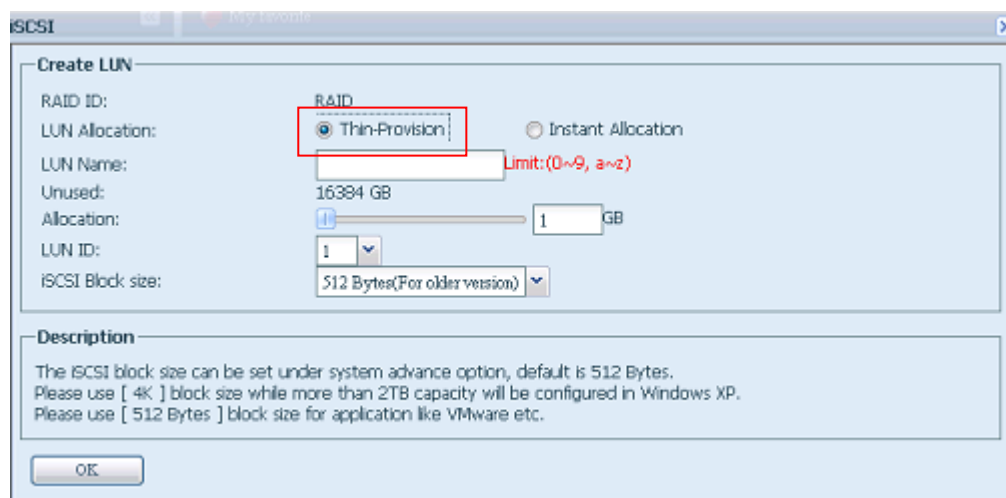 My favorite
iSCSI
Create LUN
RAID ID: RAID
LUN Allocation: Thin-Provision Instant Allocation
LUN Name: Limit:(0~9, a~z)
Unused: 16384 GB
Allocation: 1 GB
LUN ID: 1
iSCSI Block size: 512 Bytes(For older version)
Description
The iSCSI block size can be set under system advance option, default is 512 Bytes.
Please use [ 4K ] block size while more than 2TB capacity will be configured in Windows XP.
Please use [ 512 Bytes ] block size for application like VMware etc.
OK